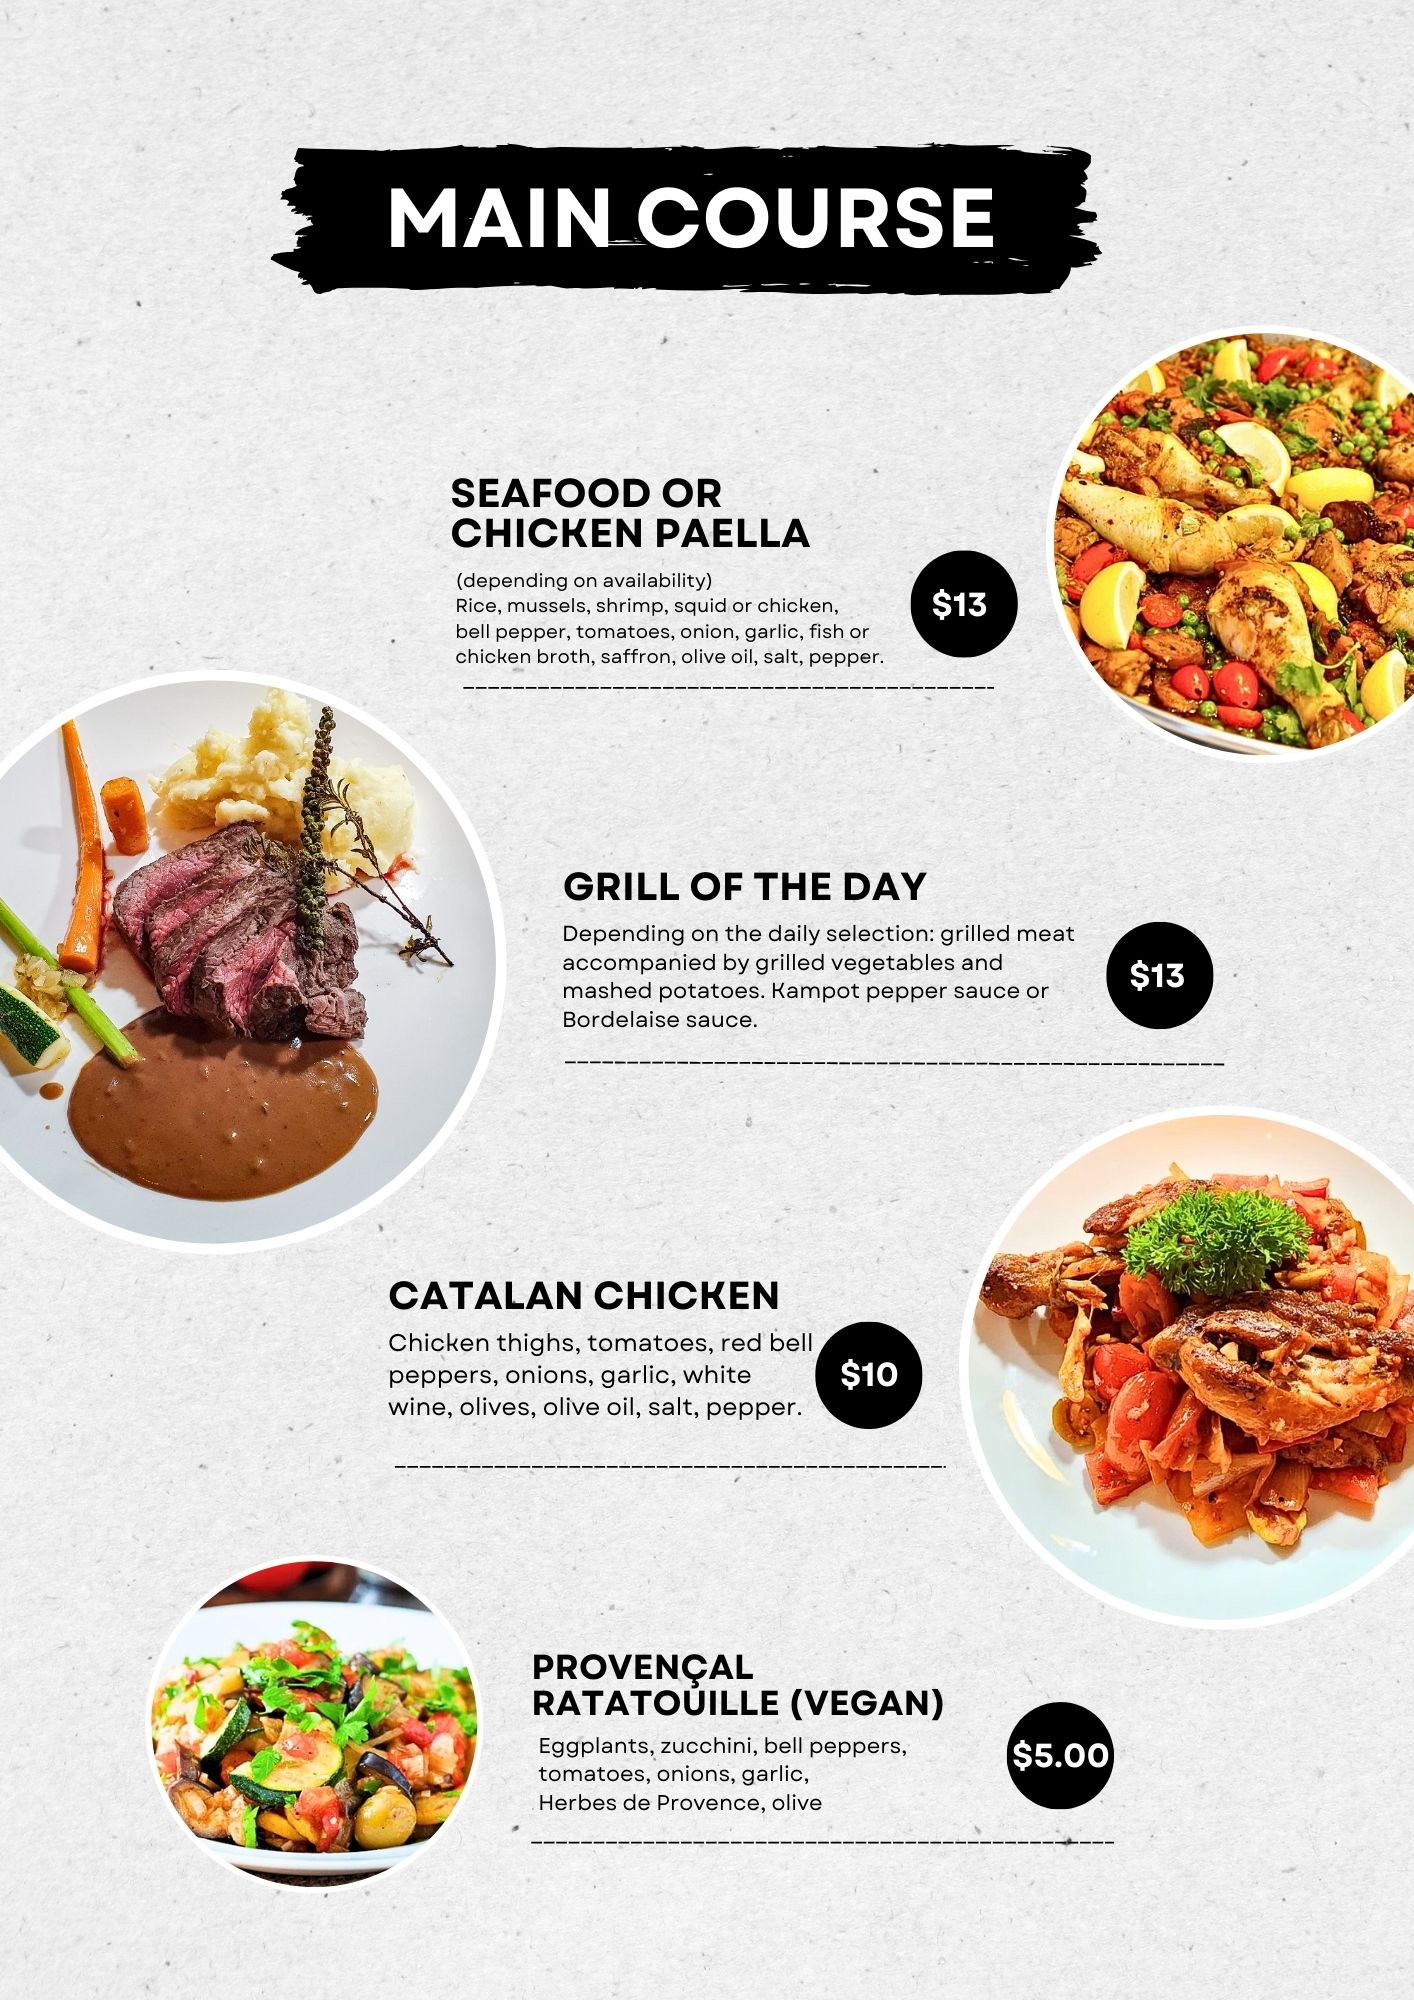 MAIN COURSE
SEAFOOD OR
CHICKEN PAELLA
(depending on availability)
Rice, mussels, shrimp, squid or chicken,
bell pepper, tomatoes, onion, garlic, fish or
chicken broth, saffron, olive oil, salt, pepper.
$13
GRILL OF THE DAY
Depending on the daily selection: grilled meat
accompanied by grilled vegetables and
mashed potatoes. Kampot pepper sauce or
Bordelaise sauce.
$13
CATALAN CHICKEN
Chicken thighs, tomatoes, red bell
peppers, onions, garlic, white
wine, olives, olive oil, salt, pepper.
$10
PROVENÇAL
RATATOUILLE (VEGAN)
Eggplants, zucchini, bell peppers,
tomatoes, onions, garlic,
Herbes de Provence, olive
$5.00